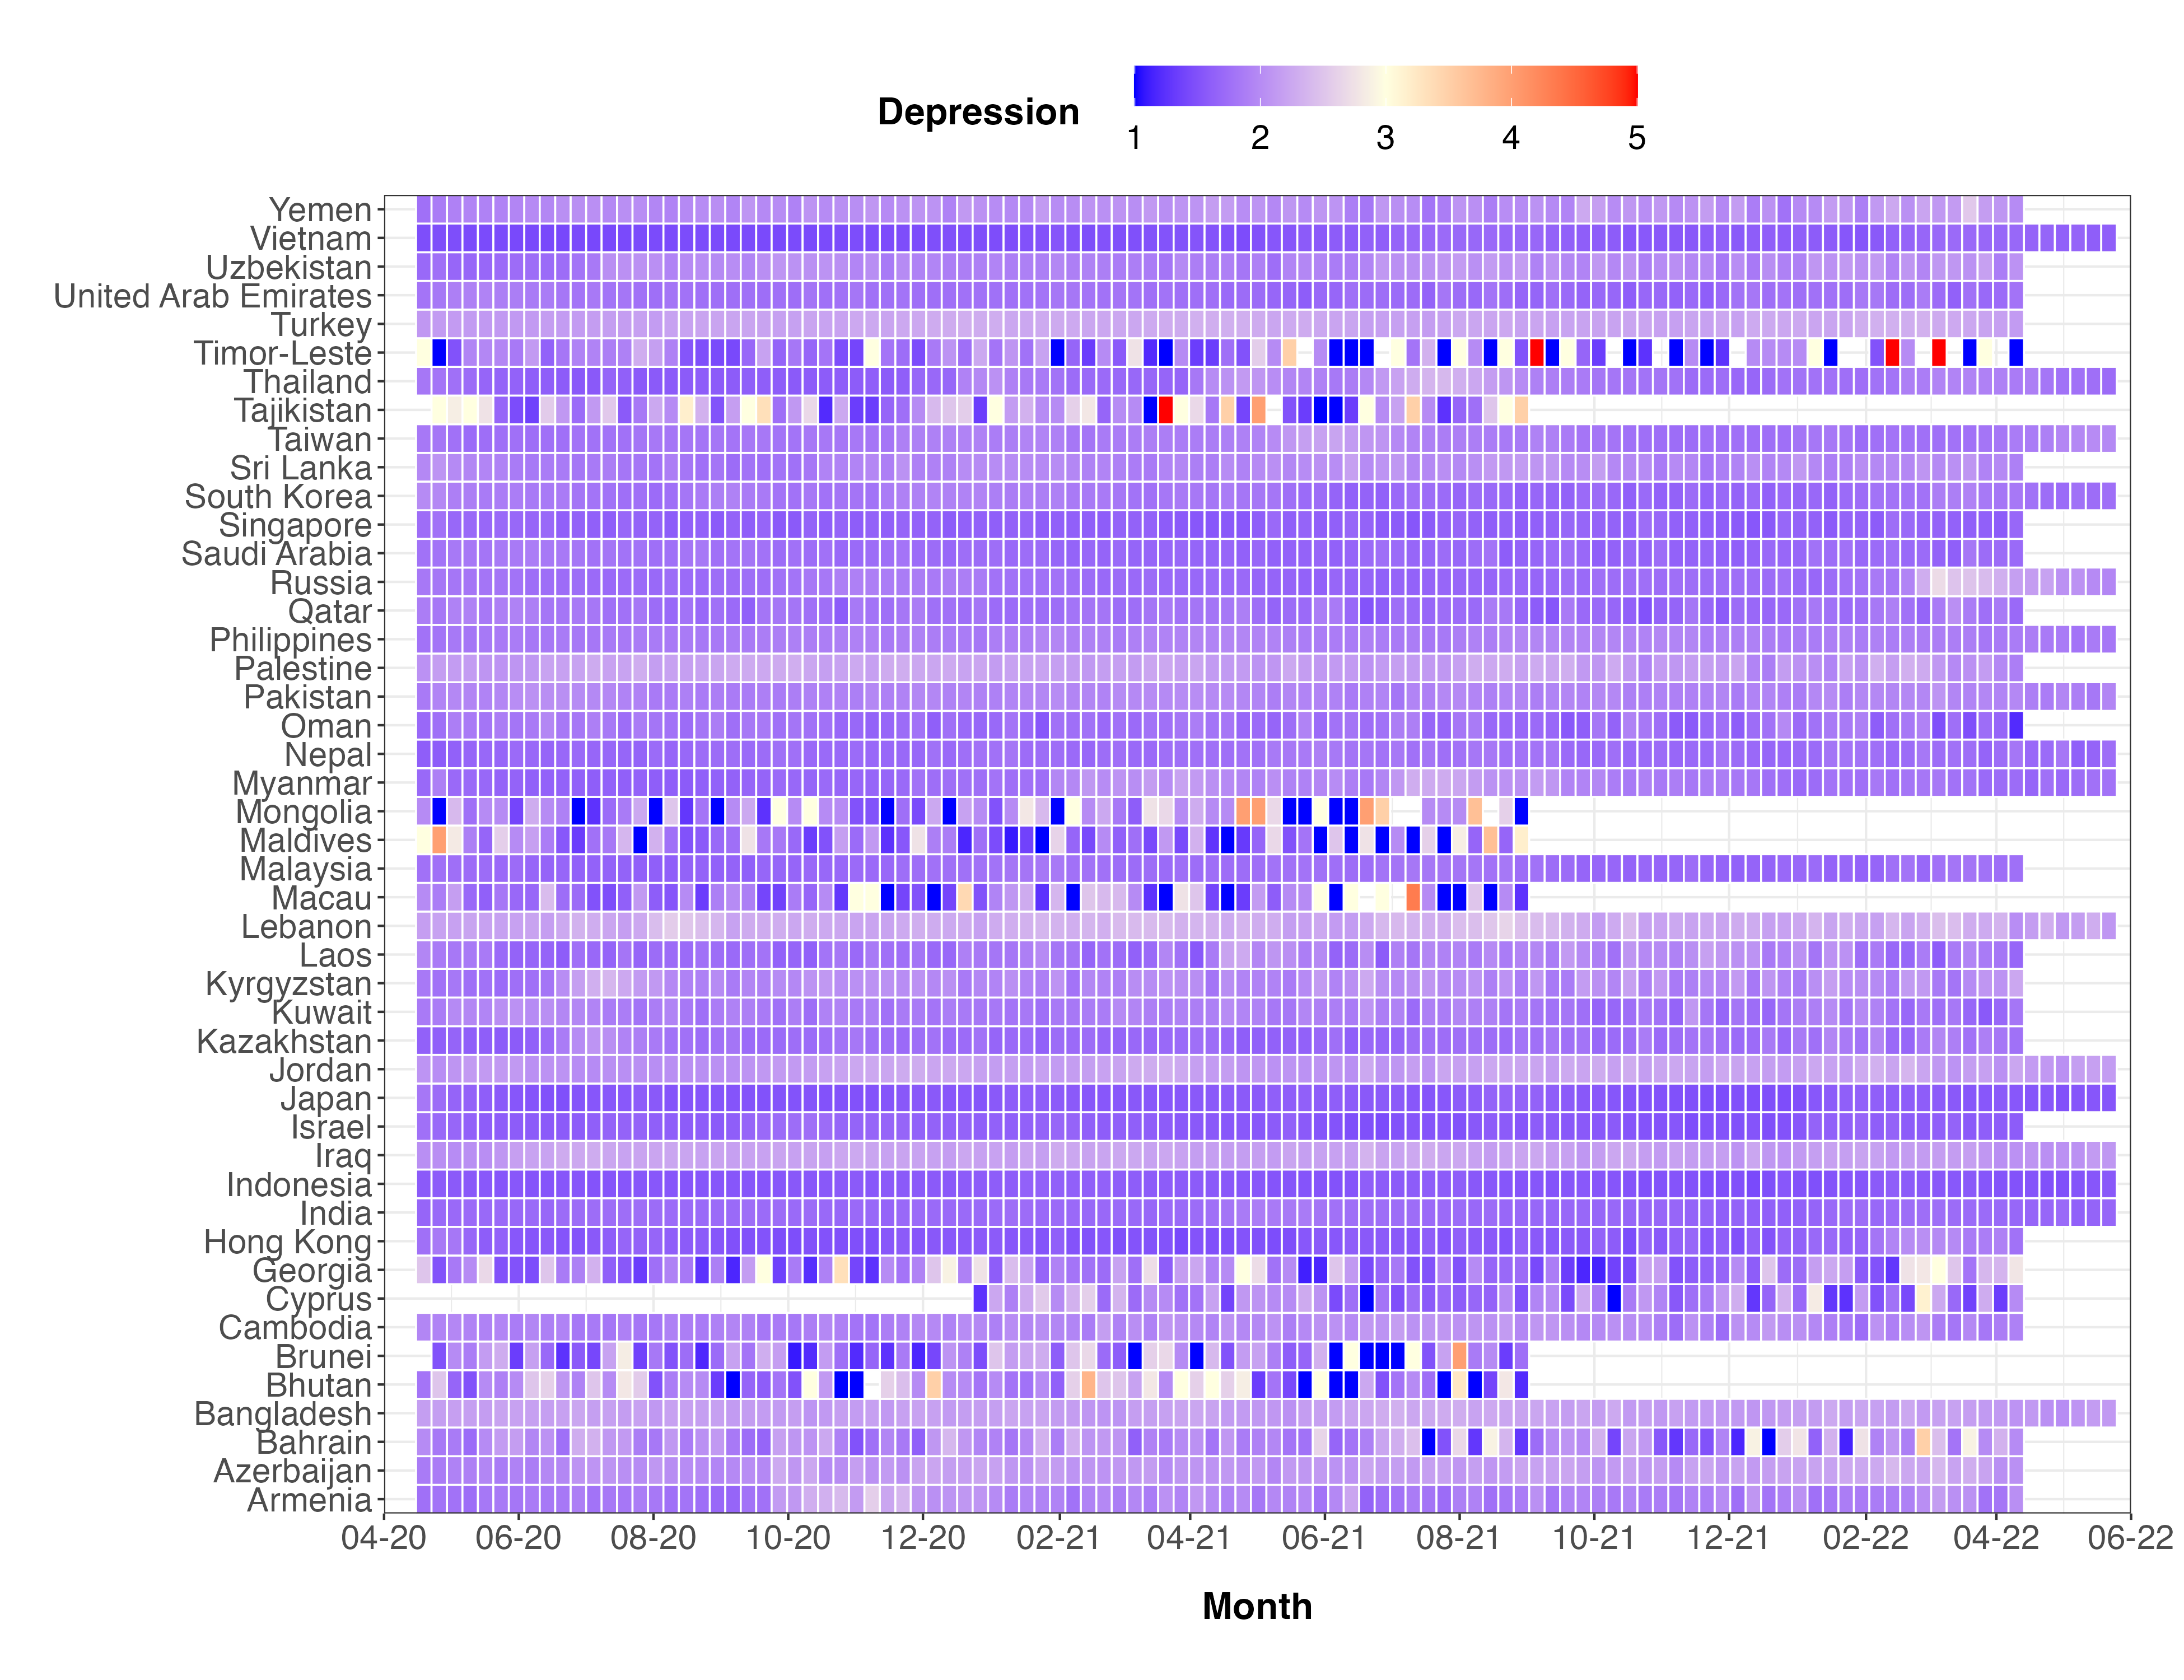 Depression
1 2 3 4 5
Yemen
Vietnam
Uzbekistan
United Arab Emirates
Turkey
Timor-Leste
Thailand
Tajikistan
Taiwan
Sri Lanka
South Korea
Singapore
Saudi Arabia
Russia
Qatar
Philippines
Palestine
Pakistan
Oman
Nepal
Myanmar
Mongolia
Maldives
Malaysia
Macau
Lebanon
Laos
Kyrgyzstan
Kuwait
Kazakhstan
Jordan
Japan
Israel
Iraq
Indonesia
India
Hong Kong
Georgia
Cyprus
Cambodia
Brunei
Bhutan
Bangladesh
Bahrain
Azerbaijan
Armenia
04-20 06-20 08-20 10-20 12-20 02-21 04-21 06-21 08-21 10-21 12-21 02-22 04-22 06-22
Month